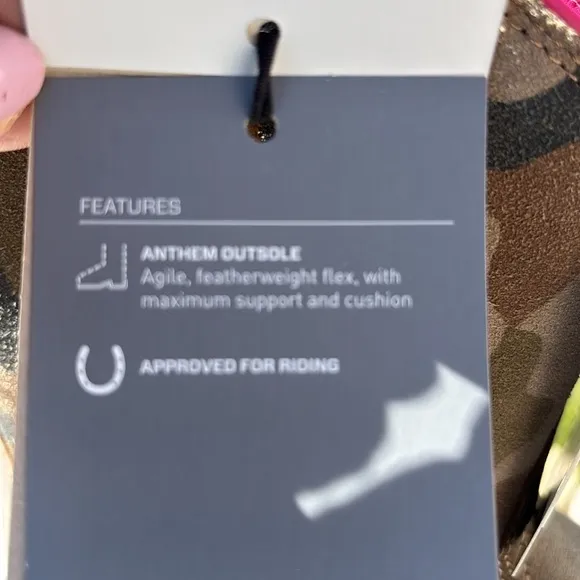 FEATURES
ANTHEM OUTSOLE
Agile, featherweight flex, with
maximum support and cushion
APPROVED FOR RIDING